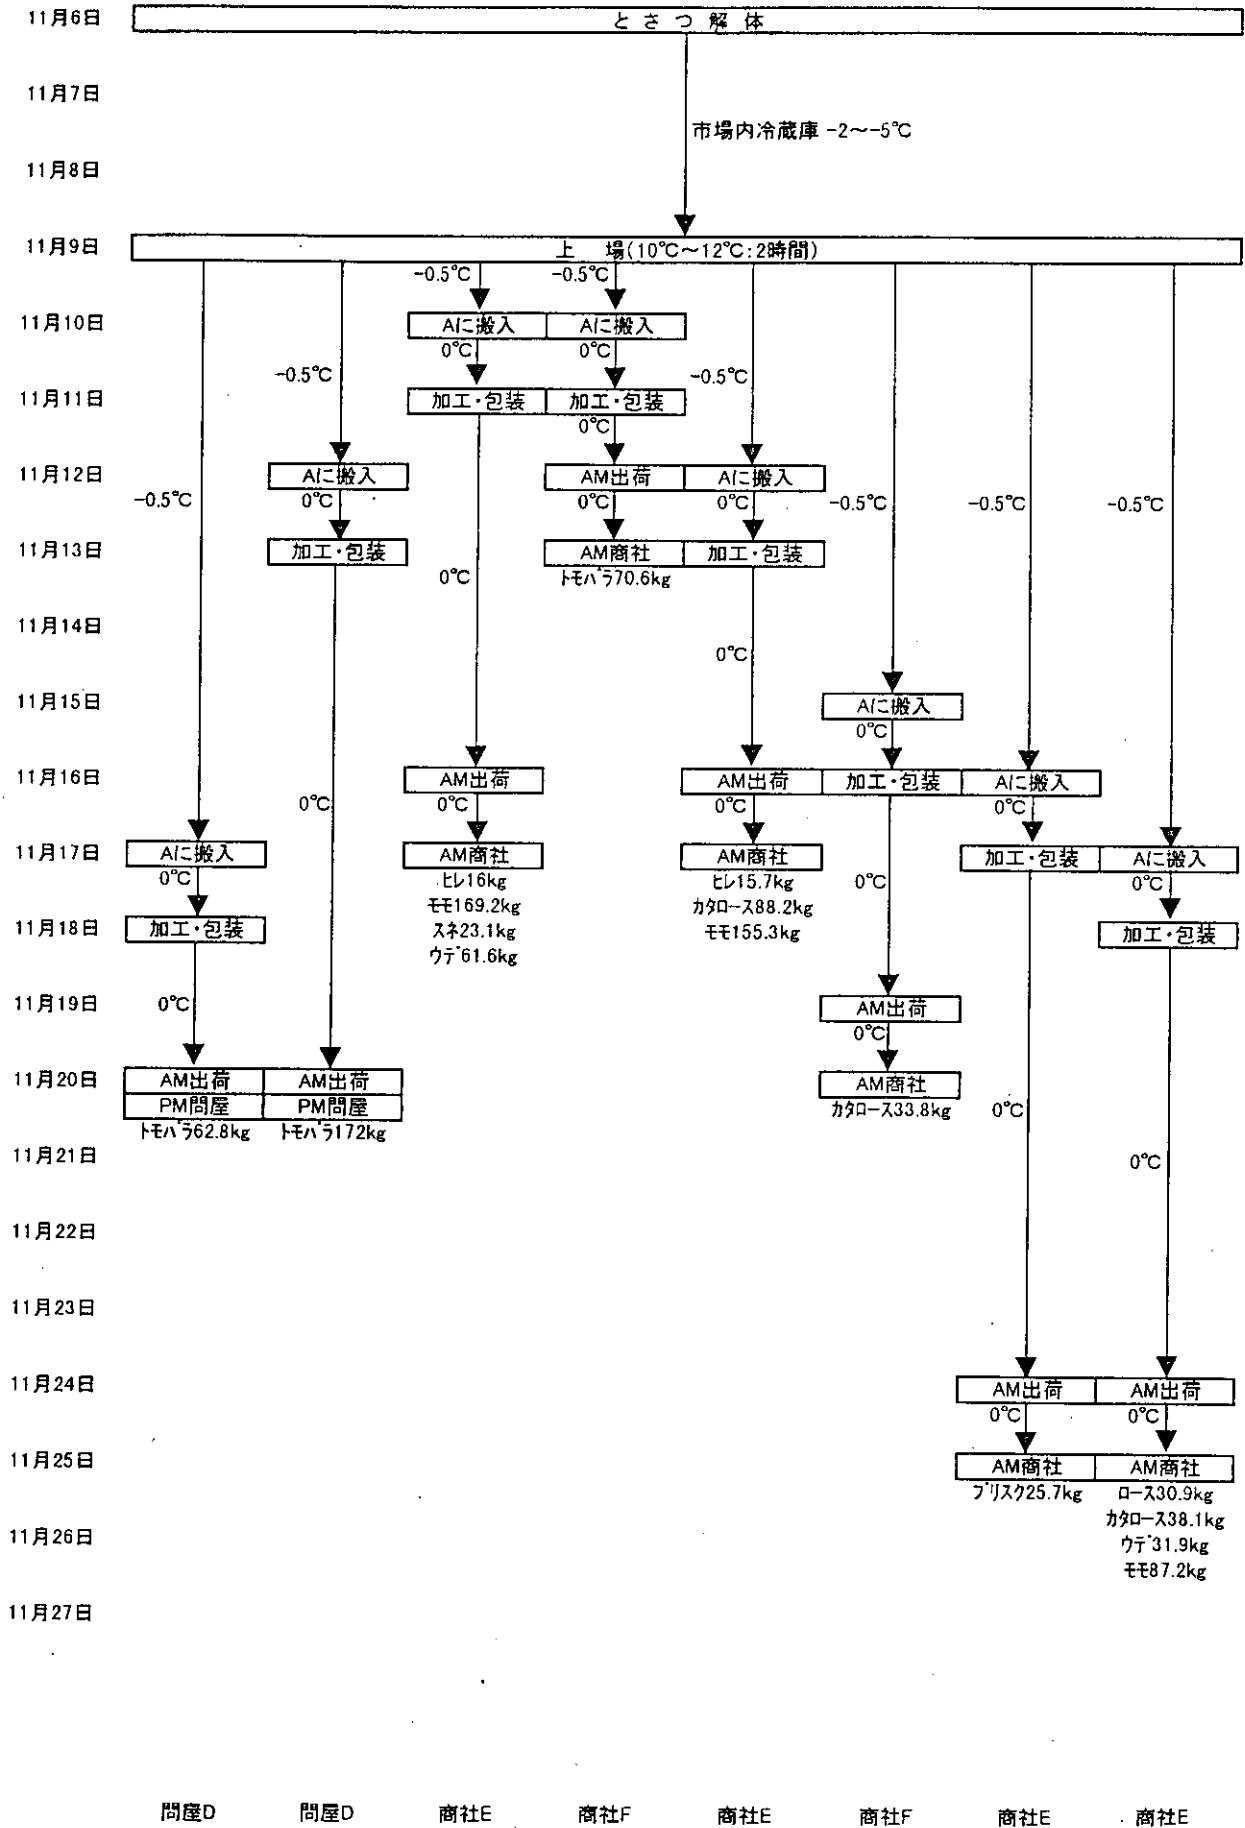 11月6日
とさつ解体
11月7日
市場内冷蔵庫 -2～-5℃
11月8日
11月9日
上 場(10℃～12℃:2時間)
-0.5℃ -0.5℃
11月10日
Aに搬入 Aに搬入
0℃ 0℃
-0.5℃ -0.5℃
11月11日
加工・包装 加工・包装
0℃
11月12日
Aに搬入 AM出荷 Aに搬入
-0.5℃ 0℃ 0℃ 0℃ -0.5℃ -0.5℃ -0.5℃
11月13日
加工・包装 AM商社 加工・包装
0℃ トモバラ70.6kg
11月14日
0℃
11月15日
Aに搬入
0℃
11月16日
AM出荷 AM出荷 加工・包装 Aに搬入
0℃ 0℃ 0℃ 0℃
11月17日
Aに搬入 AM商社 AM商社 加工・包装 Aに搬入
0℃ ヒレ16kg ヒレ15.7kg 0℃ 0℃
モモ169.2kg カタロース88.2kg
11月18日
加工・包装 スネ23.1kg モモ155.3kg 加工・包装
ウデ61.6kg
11月19日
0℃ AM出荷
0℃
11月20日
AM出荷 AM出荷 AM商社
PM問屋 PM問屋 カタロース33.8kg 0℃
トモバラ62.8kg トモバラ172kg
11月21日
0℃
11月22日
11月23日
11月24日
AM出荷 AM出荷
0℃ 0℃
11月25日
AM商社 AM商社
ブリスク25.7kg ロース30.9kg
カタロース38.1kg
11月26日
ウデ31.9kg
モモ87.2kg
11月27日
問屋D 問屋D 商社E 商社F 商社E 商社F 商社E 商社E